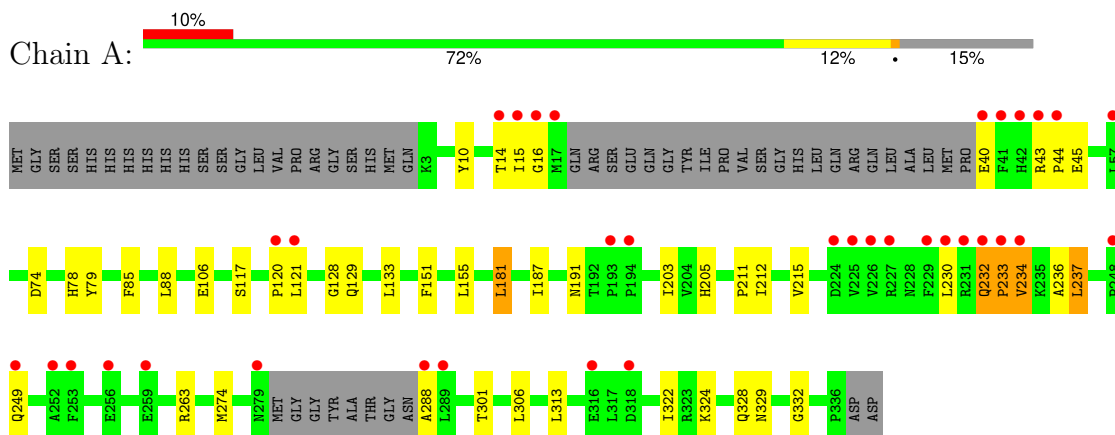 10%
Chain A:
72% 12% • 15%
MET GLY SER SER HIS HIS HIS HIS HIS HIS SER SER GLY LEU VAL PRO ARG GLY SER HIS MET GLN K3 Y10 T14 I15 G16 M17 GLN ARG SER GLU GLN GLY TYR ILE PRO VAL SER GLY HIS LEU GLN ARG GLN LEU ALA LEU MET PRO E40 F41 H42 R43 P44 E45 L57
D74 H78 Y79 F85 L88 E106 S117 P120 L121 G128 Q129 L133 F151 L155 L181 I187 N191 T192 P193 P194 I203 V204 H205 P211 I212 V215 D224 V225 V226 R227 N228 F229 L230 R231 Q232 P233 V234 K235 A236 L237 P248
Q249 A252 F253 E256 E259 R263 M274 N279 MET GLY GLY TYR ALA THR GLY ASN A288 L289 T301 L306 L313 E316 L317 D318 I322 R323 K324 Q328 N329 G332 P336 ASP ASP